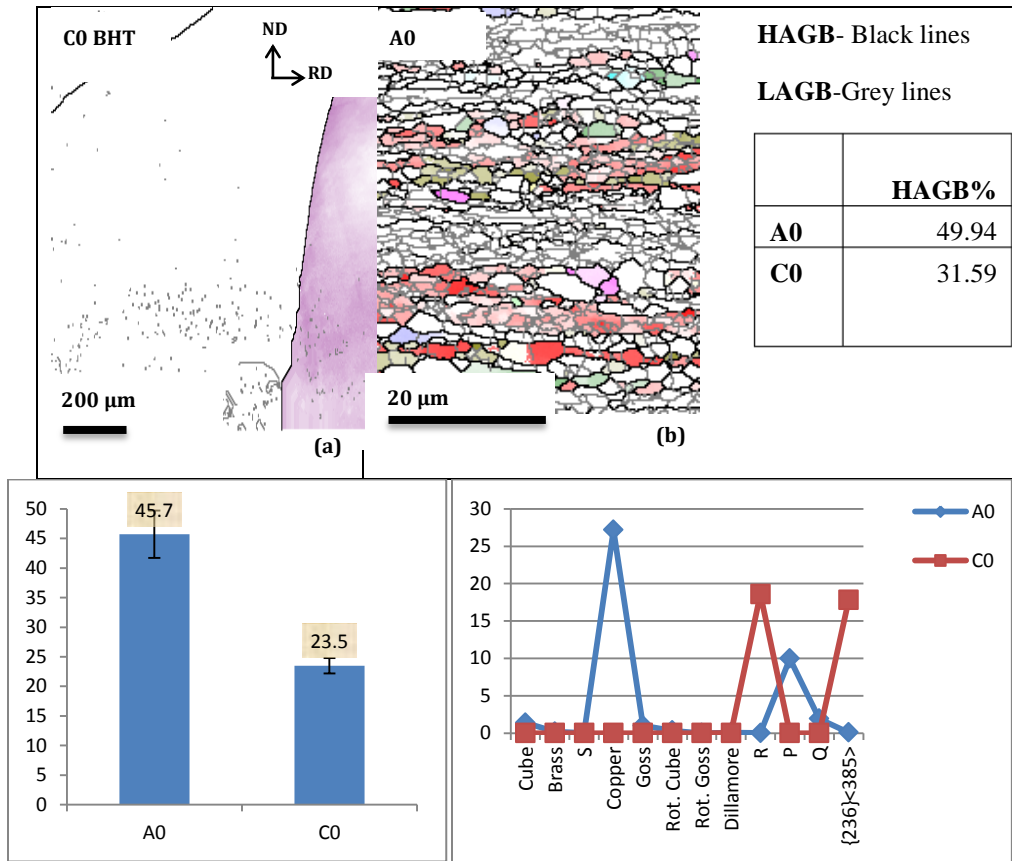 C0 BHT
ND
RD
200 µm
(a)
A0
20 µm
(b)
HAGB- Black lines
LAGB-Grey lines
HAGB%
A0 49.94
C0 31.59
50
45
40
35
30
25
20
15
10
5
0
45.7
23.5
A0
C0
30
25
20
15
10
5
0
Cube
Brass
S
Copper
Goss
Rot. Cube
Rot. Goss
Dillamore
R
P
Q
{236}<385>
A0
C0